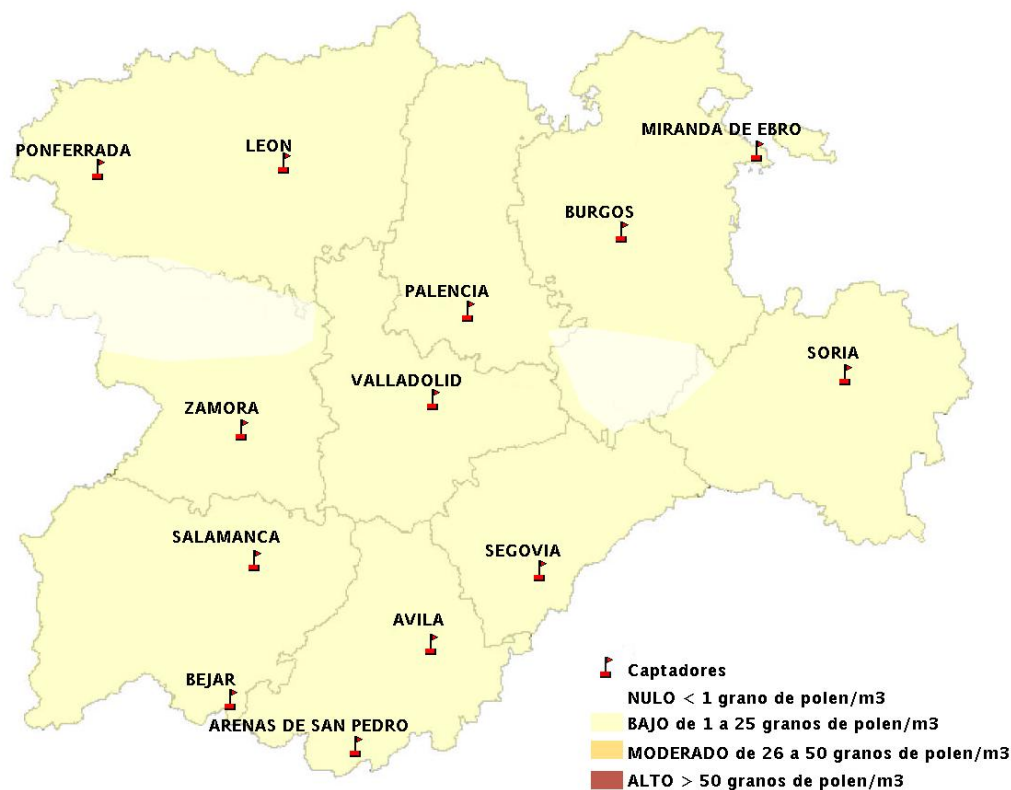 MIRANDA DE EBRO
PONFERRADA
LEON
BURGOS
PALENCIA
SORIA
VALLADOLID
ZAMORA
SALAMANCA
SEGOVIA
AVILA
BEJAR
ARENAS DE SAN PEDRO
Captadores
NULO < 1 grano de polen/m3
BAJO de 1 a 25 granos de polen/m3
MODERADO de 26 a 50 granos de polen/m3
ALTO > 50 granos de polen/m3